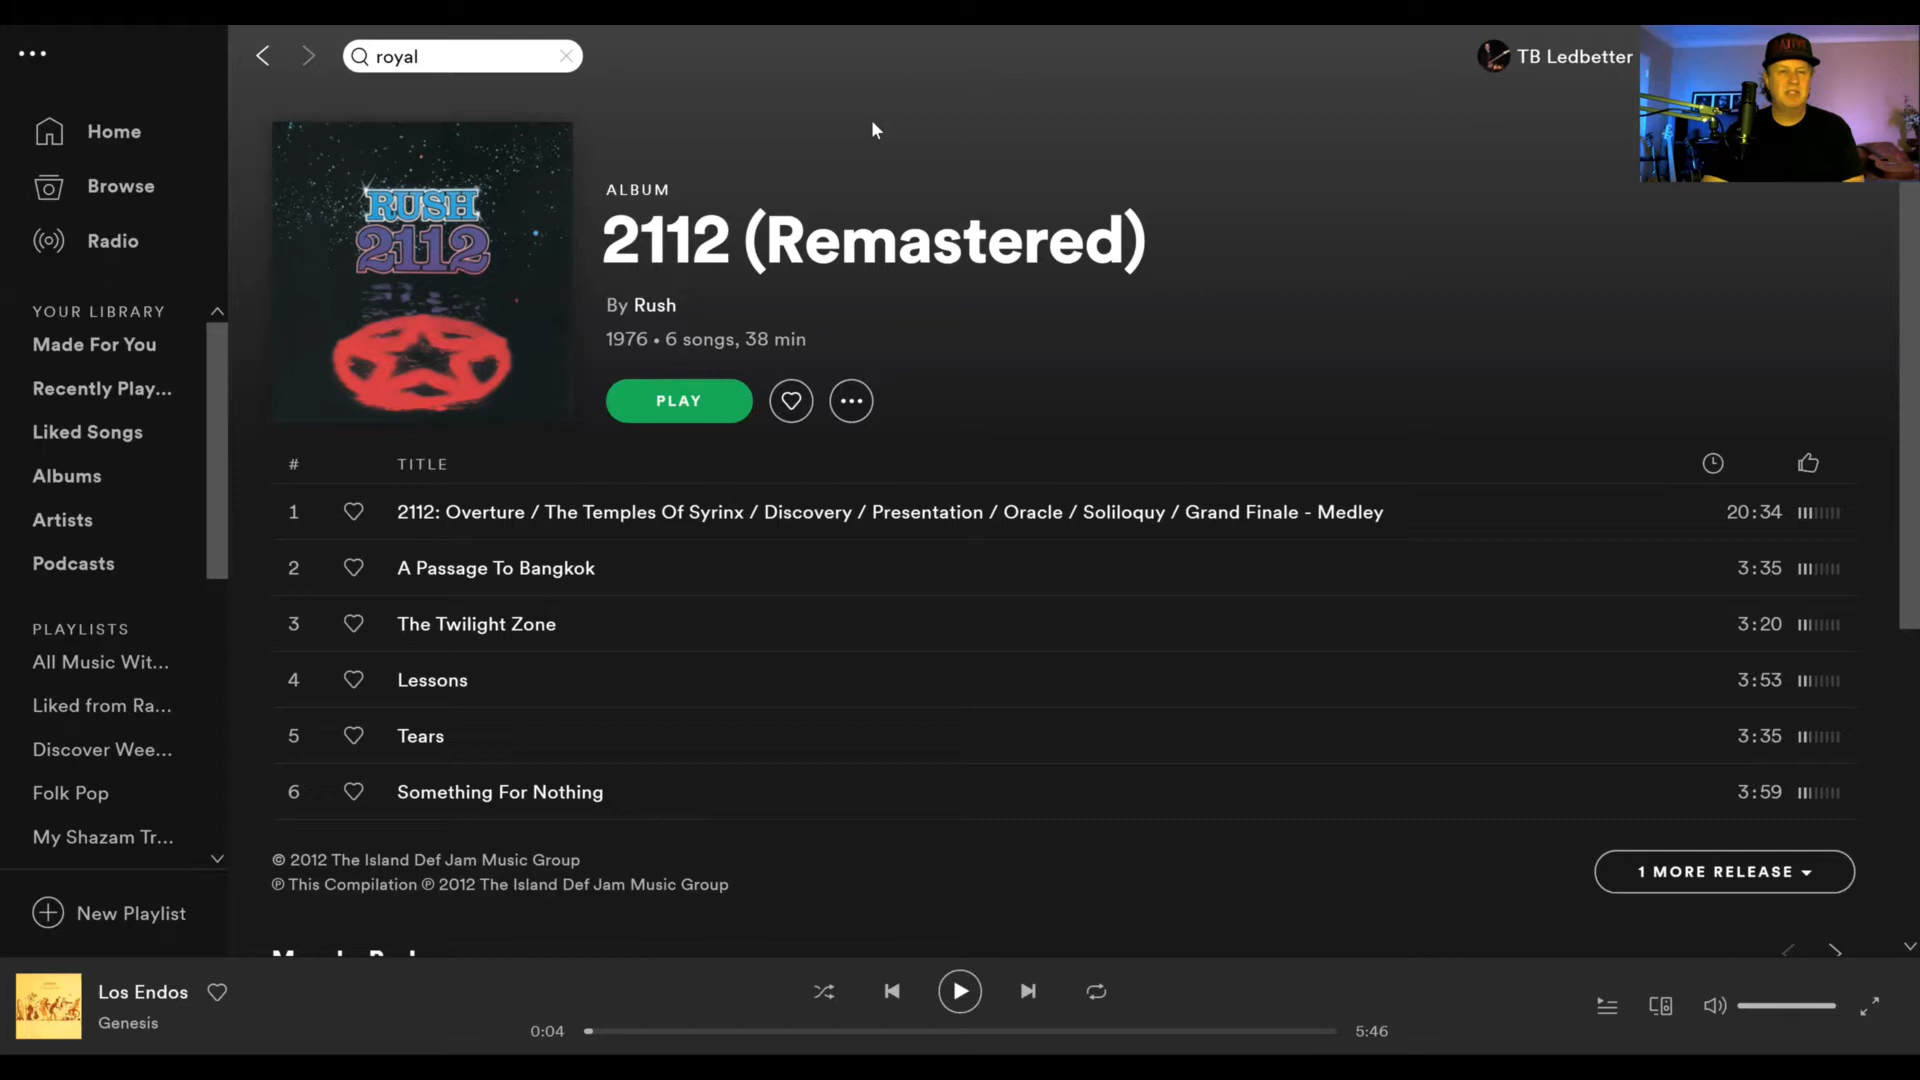 royal
TB Ledbetter
Home
Browse
Radio
YOUR LIBRARY
Made For You
Recently Play...
Liked Songs
Albums
Artists
Podcasts
PLAYLISTS
All Music Wit...
Liked from Ra...
Discover Wee...
Folk Pop
My Shazam Tr...
New Playlist
RUSH
2112
ALBUM
2112 (Remastered)
By Rush
1976 • 6 songs, 38 min
PLAY
# TITLE
1 2112: Overture / The Temples Of Syrinx / Discovery / Presentation / Oracle / Soliloquy / Grand Finale - Medley 20:34
2 A Passage To Bangkok 3:35
3 The Twilight Zone 3:20
4 Lessons 3:53
5 Tears 3:35
6 Something For Nothing 3:59
© 2012 The Island Def Jam Music Group
℗ This Compilation ℗ 2012 The Island Def Jam Music Group
1 MORE RELEASE
Los Endos
Genesis
0:04
5:46